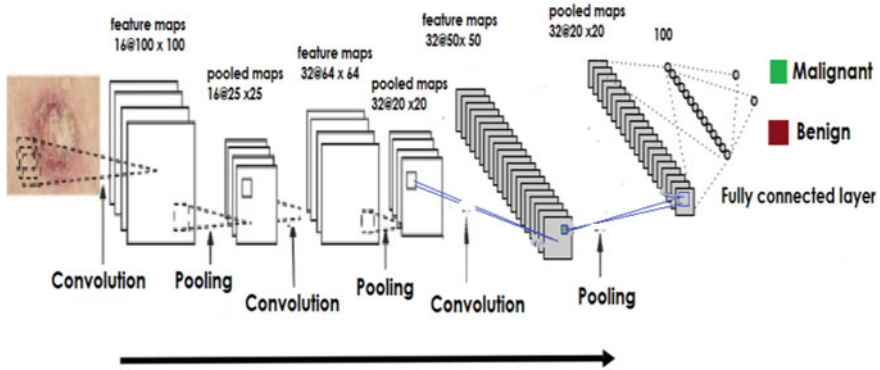 feature maps
16@100 x 100
pooled maps
16@25 x25
feature maps
32@64 x 64
pooled maps
32@20 x20
feature maps
32@50x 50
pooled maps
32@20 x20
100
Malignant
Benign
Fully connected layer
Convolution
Pooling
Convolution
Pooling
Convolution
Pooling